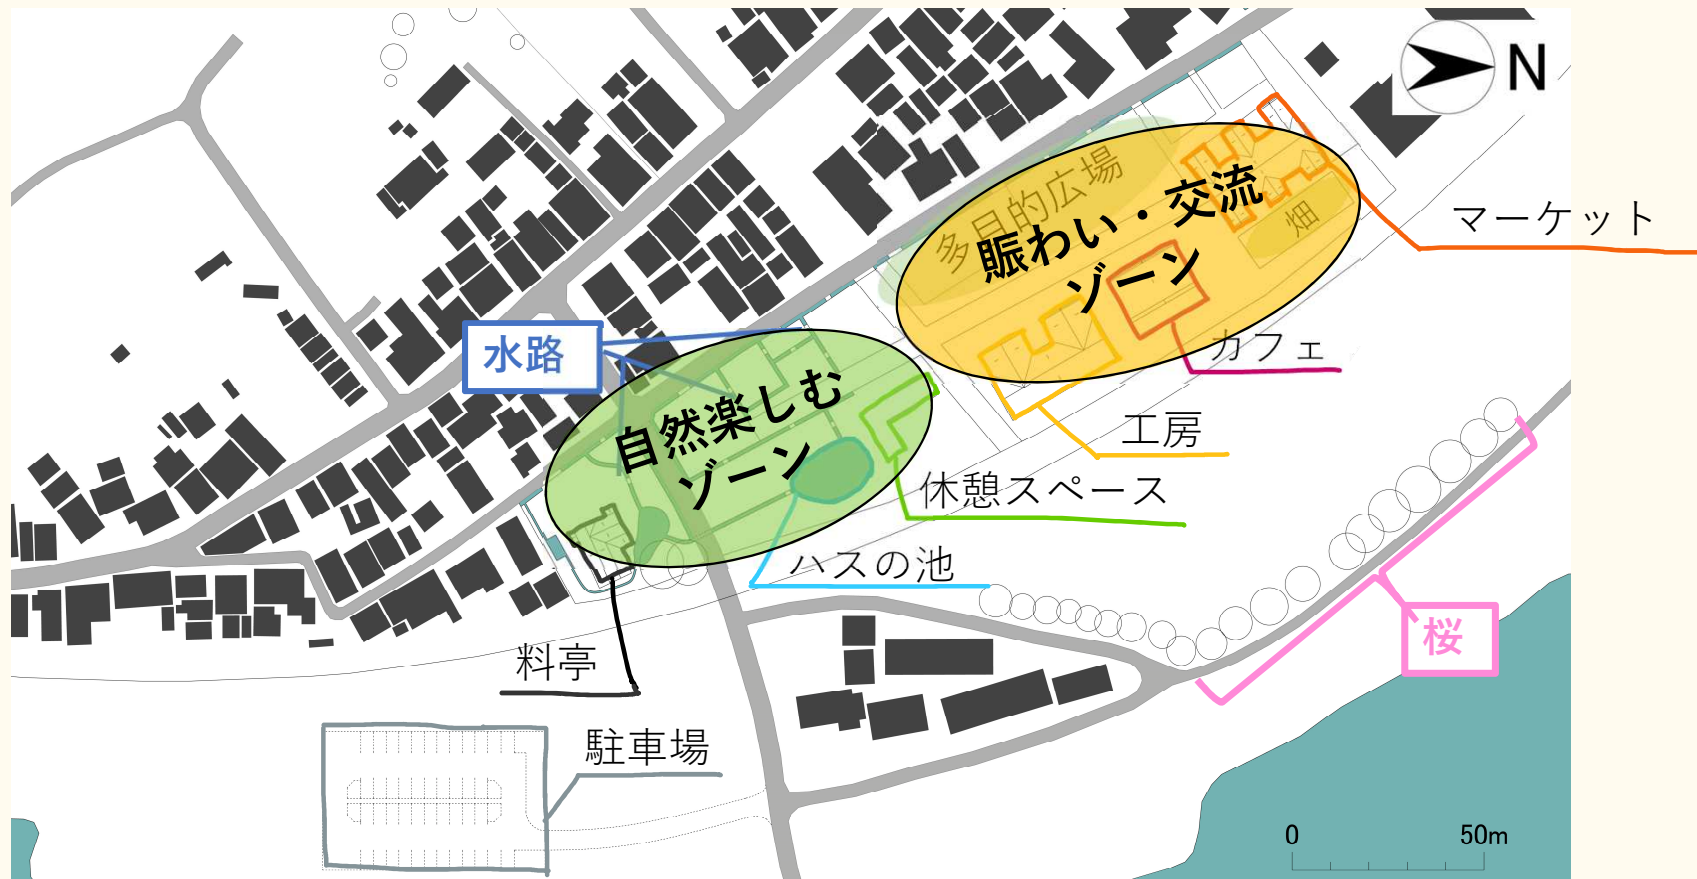 N
多目的広場
賑わい・交流
ゾーン
畑
マーケット
水路
カフェ
自然楽しむ
ゾーン
工房
休憩スペース
ハスの池
桜
料亭
駐車場
0 50m